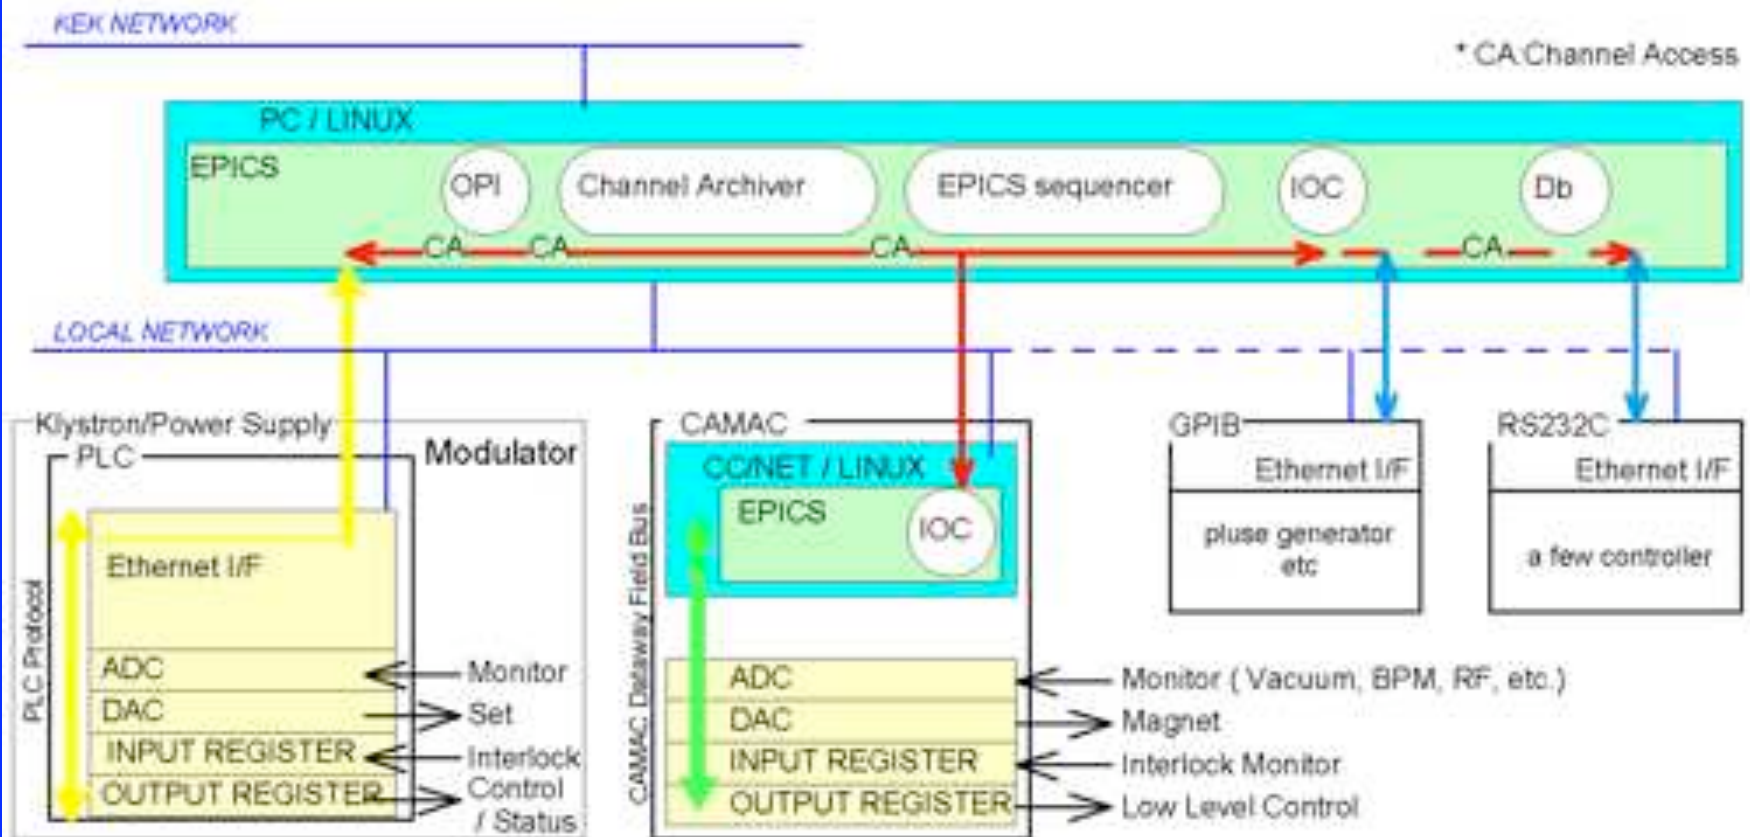 KEK NETWORK
* CA:Channel Access
PC / LINUX
EPICS
OPI
Channel Archiver
EPICS sequencer
IOC
Db
CA
CA
CA
CA
LOCAL NETWORK
Klystron/Power Supply
PLC
Modulator
PLC Protocol
Ethernet I/F
ADC
DAC
INPUT REGISTER
OUTPUT REGISTER
Monitor
Set
Interlock
Control
/ Status
CAMAC
CAMAC Dataway Field Bus
CC/NET / LINUX
EPICS
IOC
ADC
DAC
INPUT REGISTER
OUTPUT REGISTER
Monitor ( Vacuum, BPM, RF, etc.)
Magnet
Interlock Monitor
Low Level Control
GPIB
Ethernet I/F
pluse generator
etc
RS232C
Ethernet I/F
a few controller